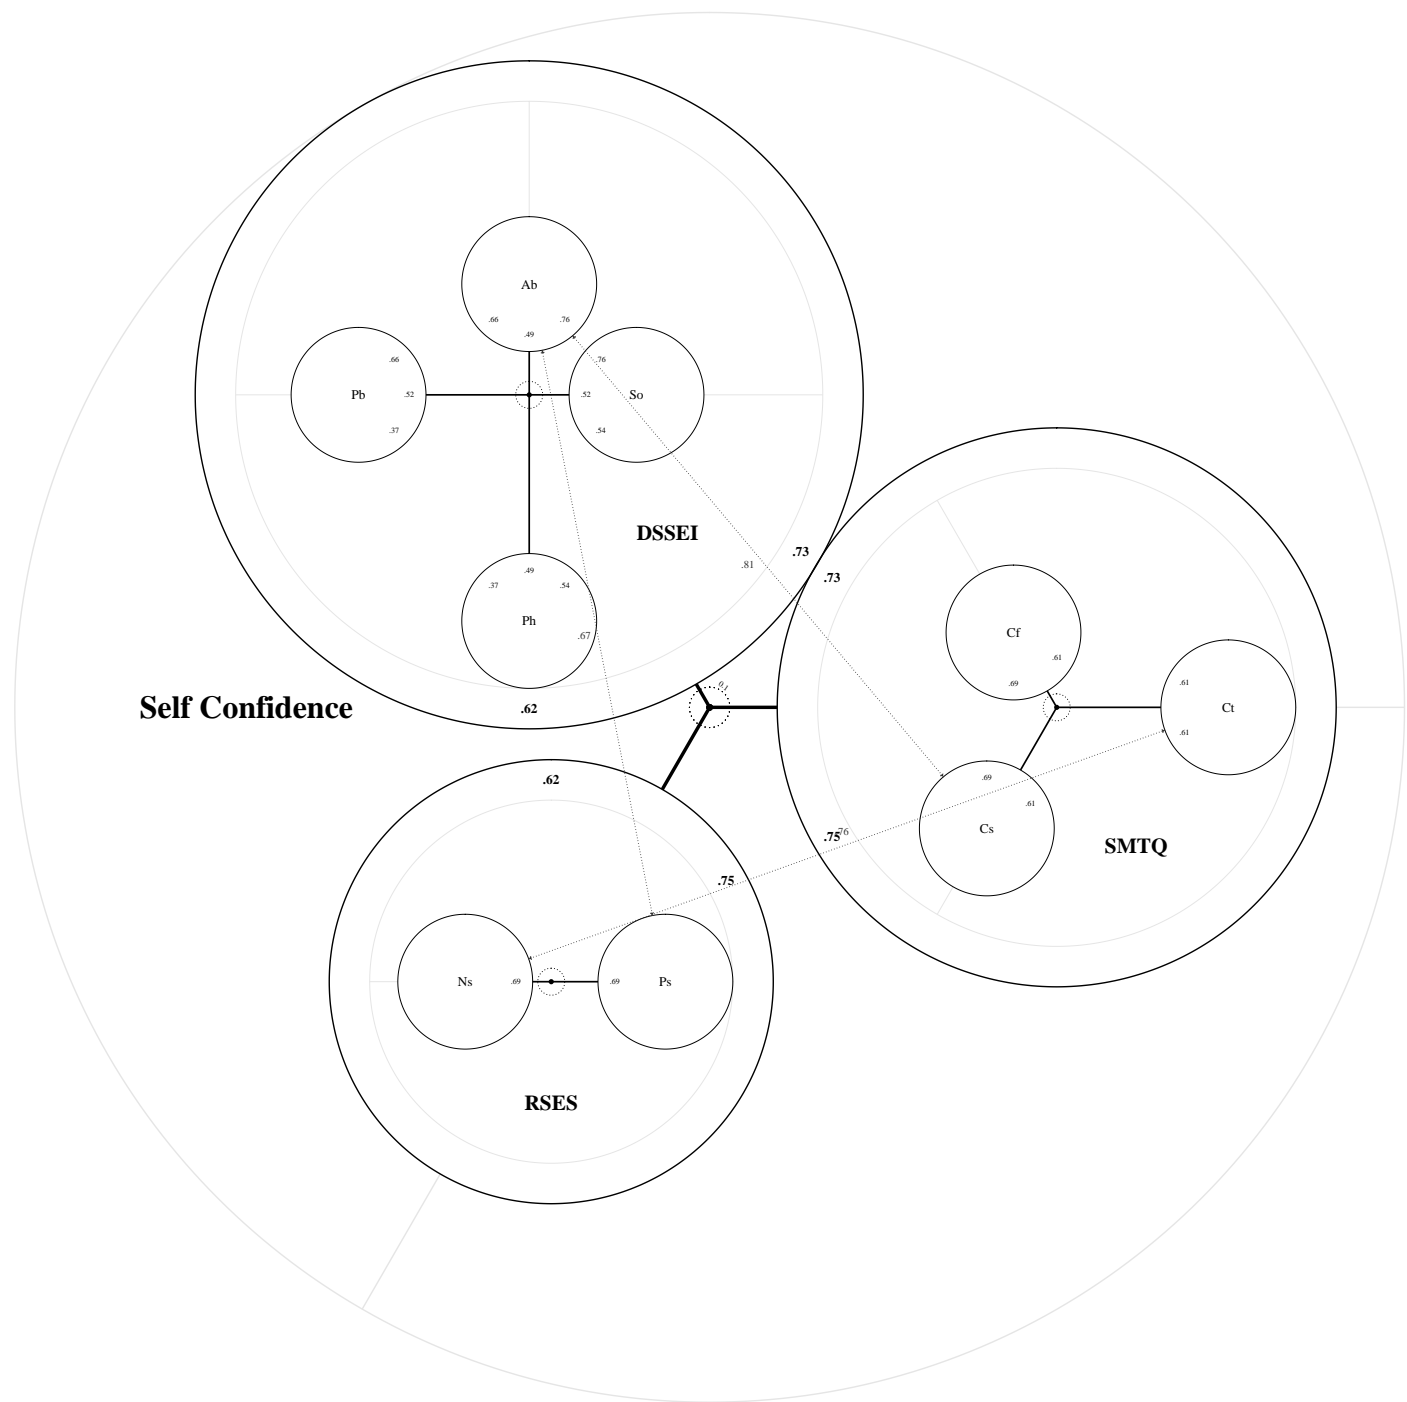 Ab
.66
.76
.49
Pb
.66
.52
.37
So
.76
.52
.54
DSSEI
.73
.73
.81
.49
.37
.54
Ph
.67
.62
Self Confidence
0.1
Cf
.61
.69
.61
Ct
.61
.69
.61
Cs
SMTQ
.75
.76
.62
.75
Ns
.69
.69
Ps
RSES